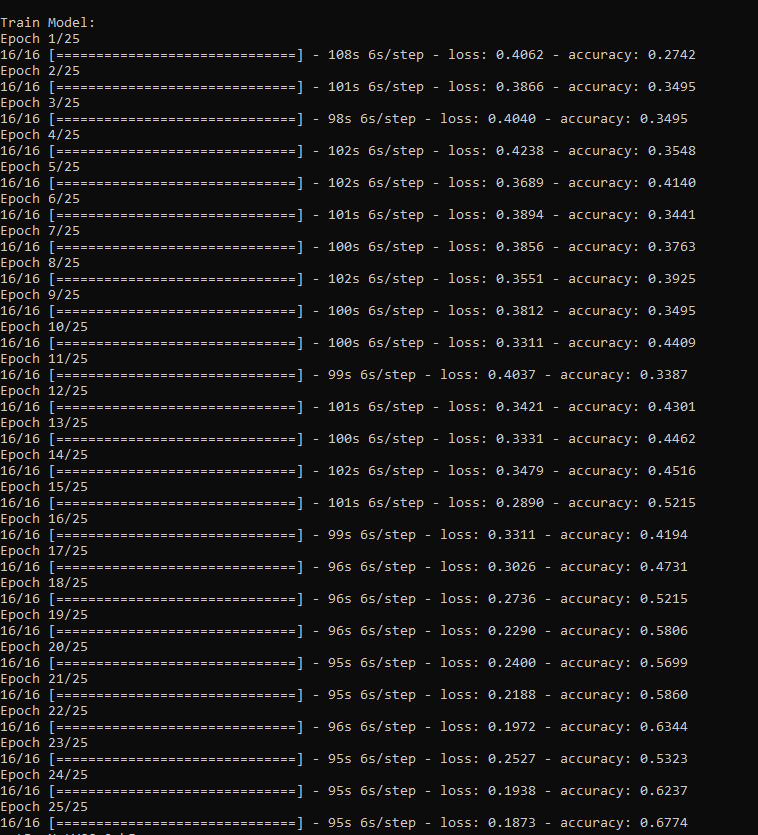 Train Model:
Epoch 1/25
16/16 [==============================] - 108s 6s/step - loss: 0.4062 - accuracy: 0.2742
Epoch 2/25
16/16 [==============================] - 101s 6s/step - loss: 0.3866 - accuracy: 0.3495
Epoch 3/25
16/16 [==============================] - 98s 6s/step - loss: 0.4040 - accuracy: 0.3495
Epoch 4/25
16/16 [==============================] - 102s 6s/step - loss: 0.4238 - accuracy: 0.3548
Epoch 5/25
16/16 [==============================] - 102s 6s/step - loss: 0.3689 - accuracy: 0.4140
Epoch 6/25
16/16 [==============================] - 101s 6s/step - loss: 0.3894 - accuracy: 0.3441
Epoch 7/25
16/16 [==============================] - 100s 6s/step - loss: 0.3856 - accuracy: 0.3763
Epoch 8/25
16/16 [==============================] - 102s 6s/step - loss: 0.3551 - accuracy: 0.3925
Epoch 9/25
16/16 [==============================] - 100s 6s/step - loss: 0.3812 - accuracy: 0.3495
Epoch 10/25
16/16 [==============================] - 100s 6s/step - loss: 0.3311 - accuracy: 0.4409
Epoch 11/25
16/16 [==============================] - 99s 6s/step - loss: 0.4037 - accuracy: 0.3387
Epoch 12/25
16/16 [==============================] - 101s 6s/step - loss: 0.3421 - accuracy: 0.4301
Epoch 13/25
16/16 [==============================] - 100s 6s/step - loss: 0.3331 - accuracy: 0.4462
Epoch 14/25
16/16 [==============================] - 102s 6s/step - loss: 0.3479 - accuracy: 0.4516
Epoch 15/25
16/16 [==============================] - 101s 6s/step - loss: 0.2890 - accuracy: 0.5215
Epoch 16/25
16/16 [==============================] - 99s 6s/step - loss: 0.3311 - accuracy: 0.4194
Epoch 17/25
16/16 [==============================] - 96s 6s/step - loss: 0.3026 - accuracy: 0.4731
Epoch 18/25
16/16 [==============================] - 96s 6s/step - loss: 0.2736 - accuracy: 0.5215
Epoch 19/25
16/16 [==============================] - 96s 6s/step - loss: 0.2290 - accuracy: 0.5806
Epoch 20/25
16/16 [==============================] - 95s 6s/step - loss: 0.2400 - accuracy: 0.5699
Epoch 21/25
16/16 [==============================] - 95s 6s/step - loss: 0.2188 - accuracy: 0.5860
Epoch 22/25
16/16 [==============================] - 96s 6s/step - loss: 0.1972 - accuracy: 0.6344
Epoch 23/25
16/16 [==============================] - 95s 6s/step - loss: 0.2527 - accuracy: 0.5323
Epoch 24/25
16/16 [==============================] - 95s 6s/step - loss: 0.1938 - accuracy: 0.6237
Epoch 25/25
16/16 [==============================] - 95s 6s/step - loss: 0.1873 - accuracy: 0.6774